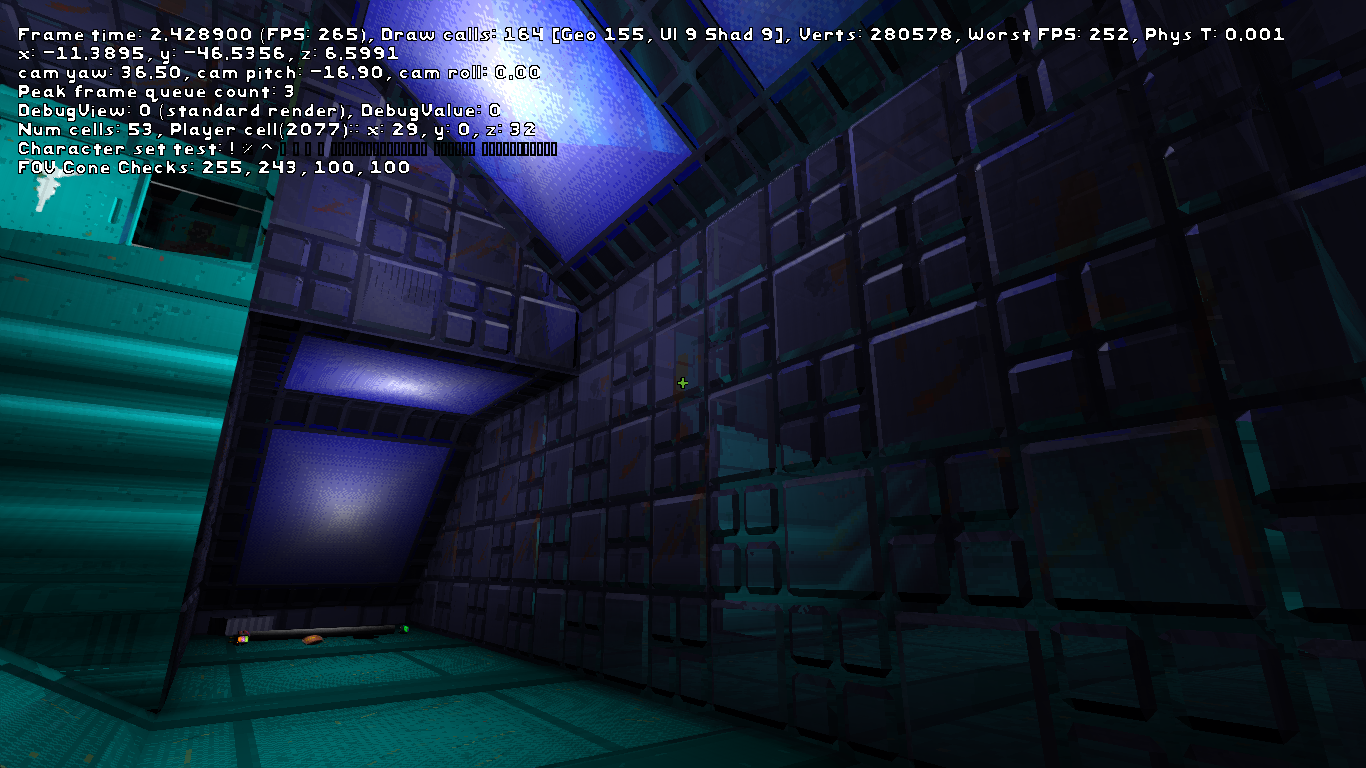 Frame time: 2.428900 (FPS: 265), Draw calls: 164 [Geo 155, UI 9 Shad 9], Verts: 280578, Worst FPS: 252, Phys T: 0.001
x: -11.3895, y: -46.5356, z: 6.5991
cam yaw: 36.50, cam pitch: -16.90, cam roll: 0.00
Peak frame queue count: 3
DebugView: 0 (standard render), DebugValue: 0
Num cells: 53, Player cell(2077): x: 29, y: 0, z: 32
Character set test: ! % ^
FOV Cone Checks: 255, 243, 100, 100